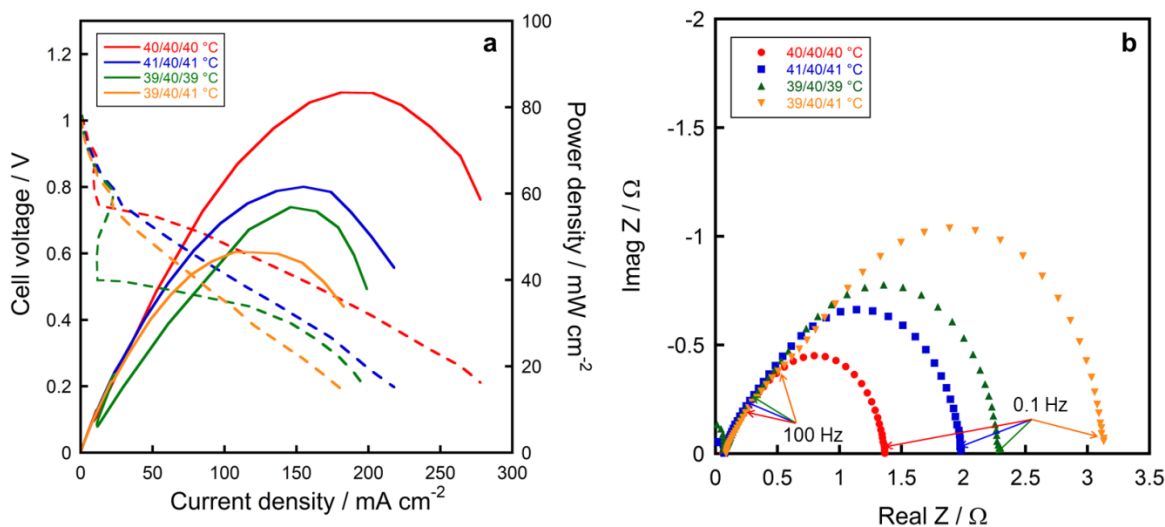 a
40/40/40 °C
41/40/41 °C
39/40/39 °C
39/40/41 °C
Cell voltage / V
1.2
1
0.8
0.6
0.4
0.2
0
0 50 100 150 200 250 300
Current density / mA cm-2
100
80
60
40
20
0
Power density / mW cm-2
b
40/40/40 °C
41/40/41 °C
39/40/39 °C
39/40/41 °C
Imag Z / Ω
-2
-1.5
-1
-0.5
0
100 Hz
0.1 Hz
0 0.5 1 1.5 2 2.5 3 3.5
Real Z / Ω